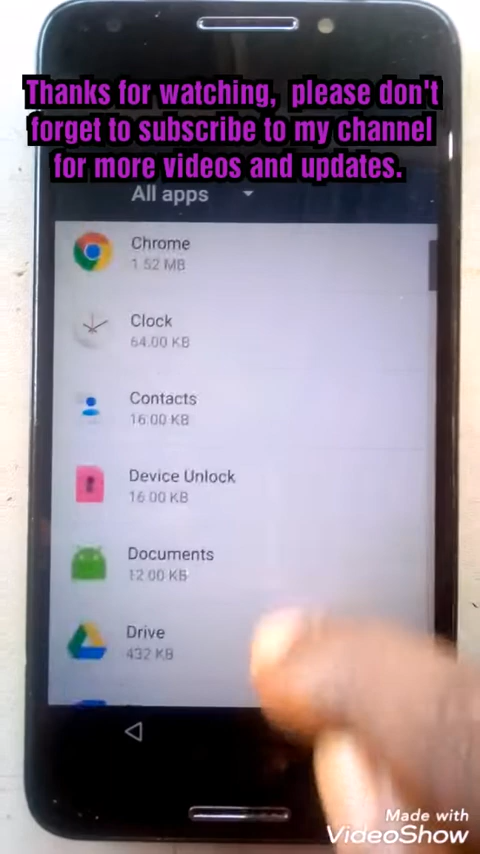 Thanks for watching, please don't
forget to subscribe to my channel
for more videos and updates.
All apps
Chrome
1.52 MB
Clock
64.00 KB
Contacts
16.00 KB
Device Unlock
16.00 KB
Documents
12.00 KB
Drive
432 KB
Made with
VideoShow